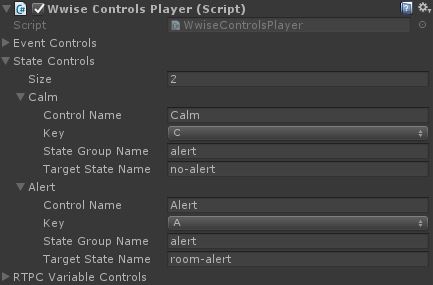 Wwise Controls Player (Script)
Script WwiseControlsPlayer
Event Controls
State Controls
Size 2
Calm
Control Name Calm
Key C
State Group Name alert
Target State Name no-alert
Alert
Control Name Alert
Key A
State Group Name alert
Target State Name room-alert
RTPC Variable Controls